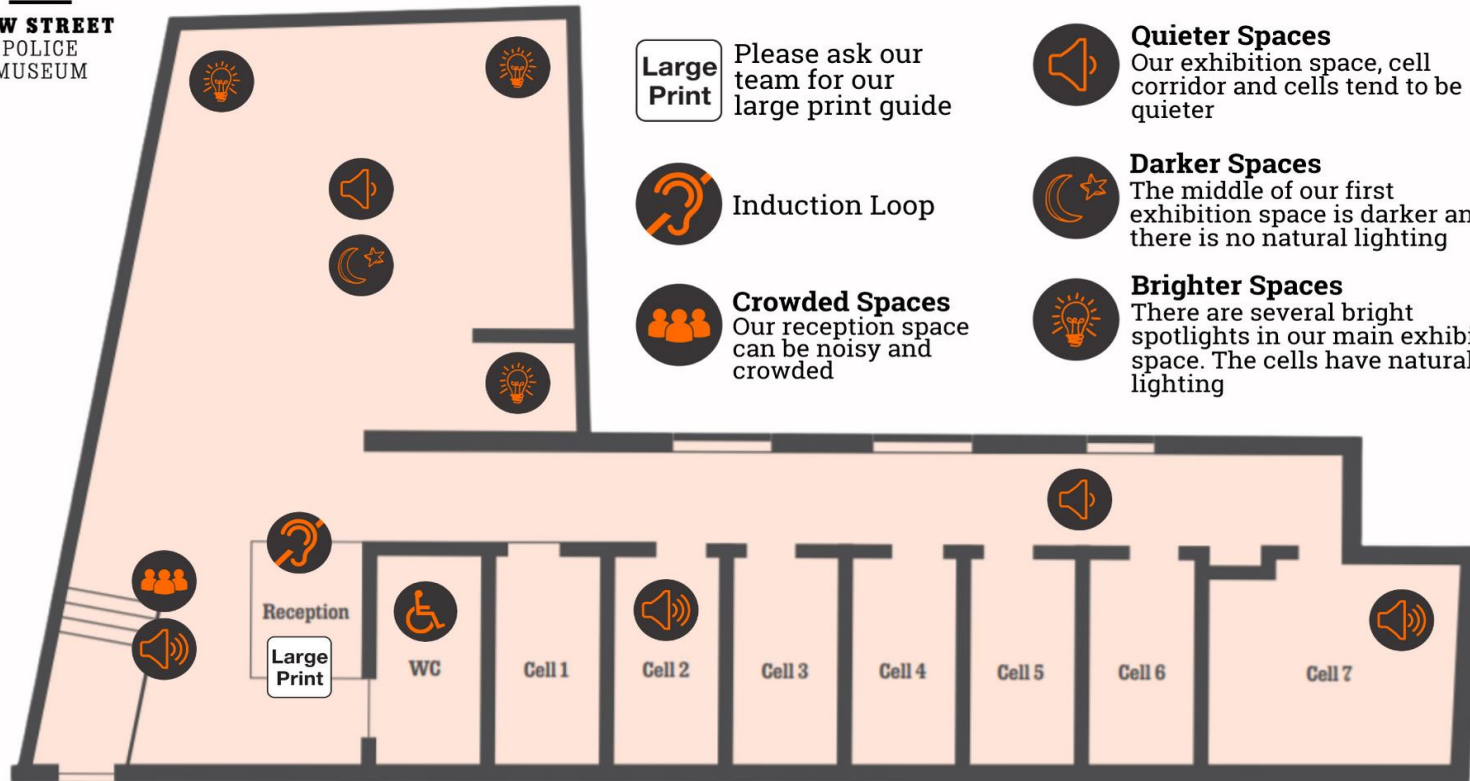 STREET
POLICE
MUSEUM
Large
Print
Please ask our
team for our
large print guide
Induction Loop
Crowded Spaces
Our reception space
can be noisy and
crowded
Quieter Spaces
Our exhibition space, cell
corridor and cells tend to be
quieter
Darker Spaces
The middle of our first
exhibition space is darker
there is no natural lighting
Brighter Spaces
There are several bright
spotlights in our main
space. The cells have natural
lighting
Reception
Large
Print
WC
Cell 1
Cell 2
Cell 3
Cell 4
Cell 5
Cell 6
Cell 7